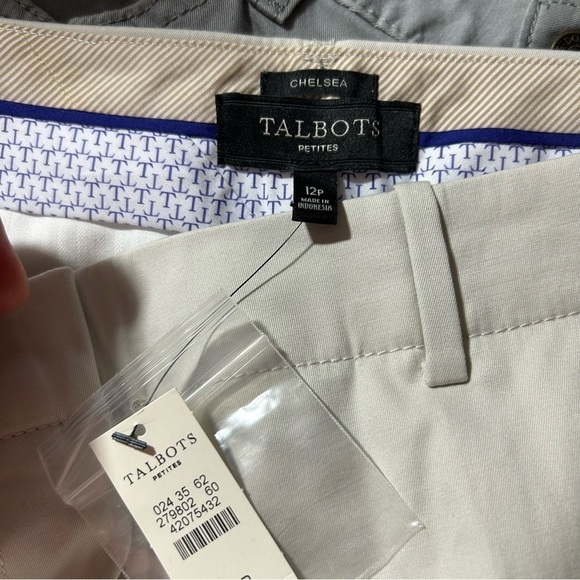 CHELSEA
TALBOTS
PETITES
12P
MADE IN
INDONESIA
TALBOTS
PETITES
024 35 62
279802 60
42075432